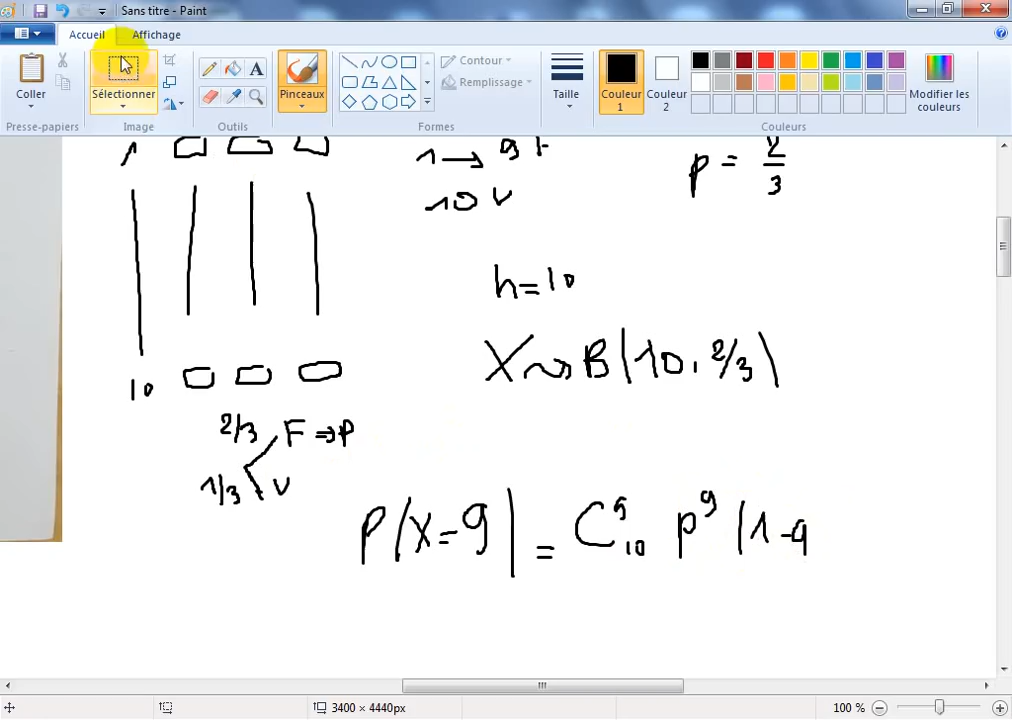 Sans titre - Paint
Accueil Affichage
Coller
Sélectionner
Pinceaux
Contour
Remplissage
Taille
Couleur 1
Couleur 2
Modifier les couleurs
Presse-papiers
Image
Outils
Formes
Couleurs
1
1 → 9 F
10 V
p = 2/3
n=10
X ~ B(10, 2/3)
10
2/3 F ⇒ P
1/3 V
P(X=9) = C⁹₁₀ p⁹ (1-q
3400 × 4440px
100 %